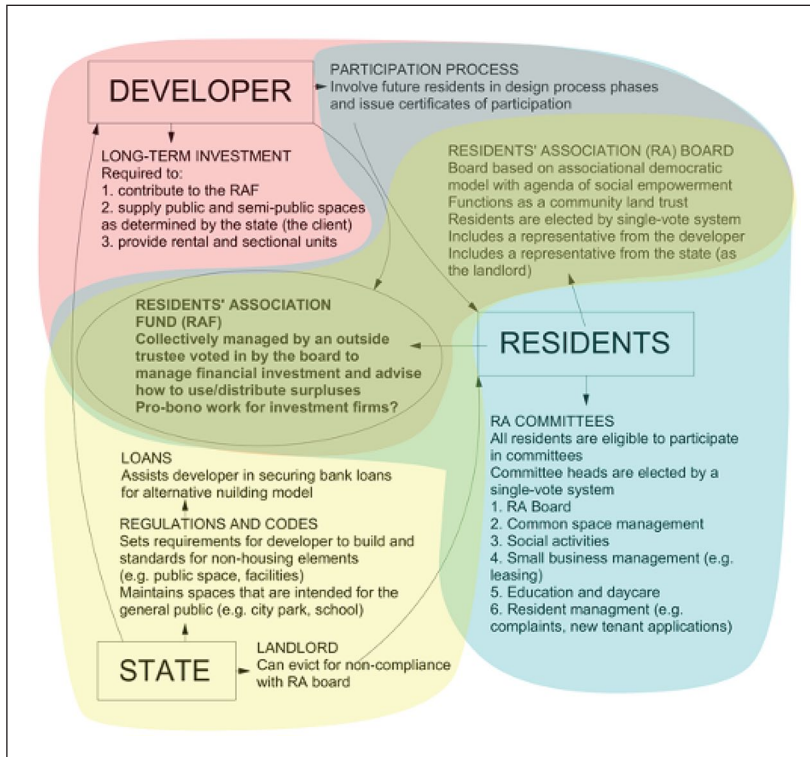 DEVELOPER
PARTICIPATION PROCESS
Involve future residents in design process phases
and issue certificates of participation
LONG-TERM INVESTMENT
Required to:
1. contribute to the RAF
2. supply public and semi-public spaces
as determined by the state (the client)
3. provide rental and sectional units
RESIDENTS' ASSOCIATION (RA) BOARD
Board based on associational democratic
model with agenda of social empowerment
Functions as a community land trust
Residents are elected by single-vote system
Includes a representative from the developer
Includes a representative from the state (as
the landlord)
RESIDENTS' ASSOCIATION
FUND (RAF)
Collectively managed by an outside
trustee voted in by the board to
manage financial investment and advise
how to use/distribute surpluses
Pro-bono work for investment firms?
RESIDENTS
RA COMMITTEES
All residents are eligible to participate
in committees
Committee heads are elected by a
single-vote system
1. RA Board
2. Common space management
3. Social activities
4. Small business management (e.g.
leasing)
5. Education and daycare
6. Resident managment (e.g.
complaints, new tenant applications)
LOANS
Assists developer in securing bank loans
for alternative nuilding model
REGULATIONS AND CODES
Sets requirements for developer to build and
standards for non-housing elements
(e.g. public space, facilities)
Maintains spaces that are intended for the
general public (e.g. city park, school)
STATE
LANDLORD
Can evict for non-compliance
with RA board